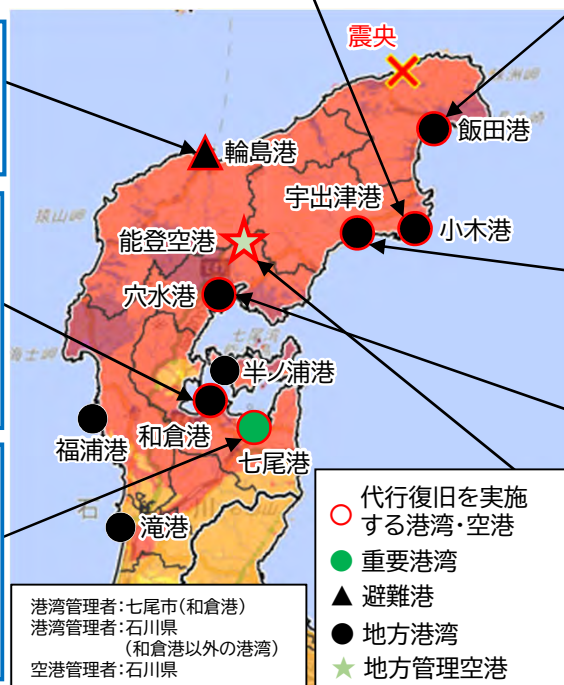 震央
飯田港
輪島港
宇出津港
小木港
猿山岬
能登空港
穴水港
半ノ浦港
和倉港
福浦港
七尾港
滝港
石川
代行復旧を実施
する港湾・空港
重要港湾
避難港
地方港湾
地方管理空港
港湾管理者:七尾市(和倉港)
港湾管理者:石川県
(和倉港以外の港湾)
空港管理者:石川県